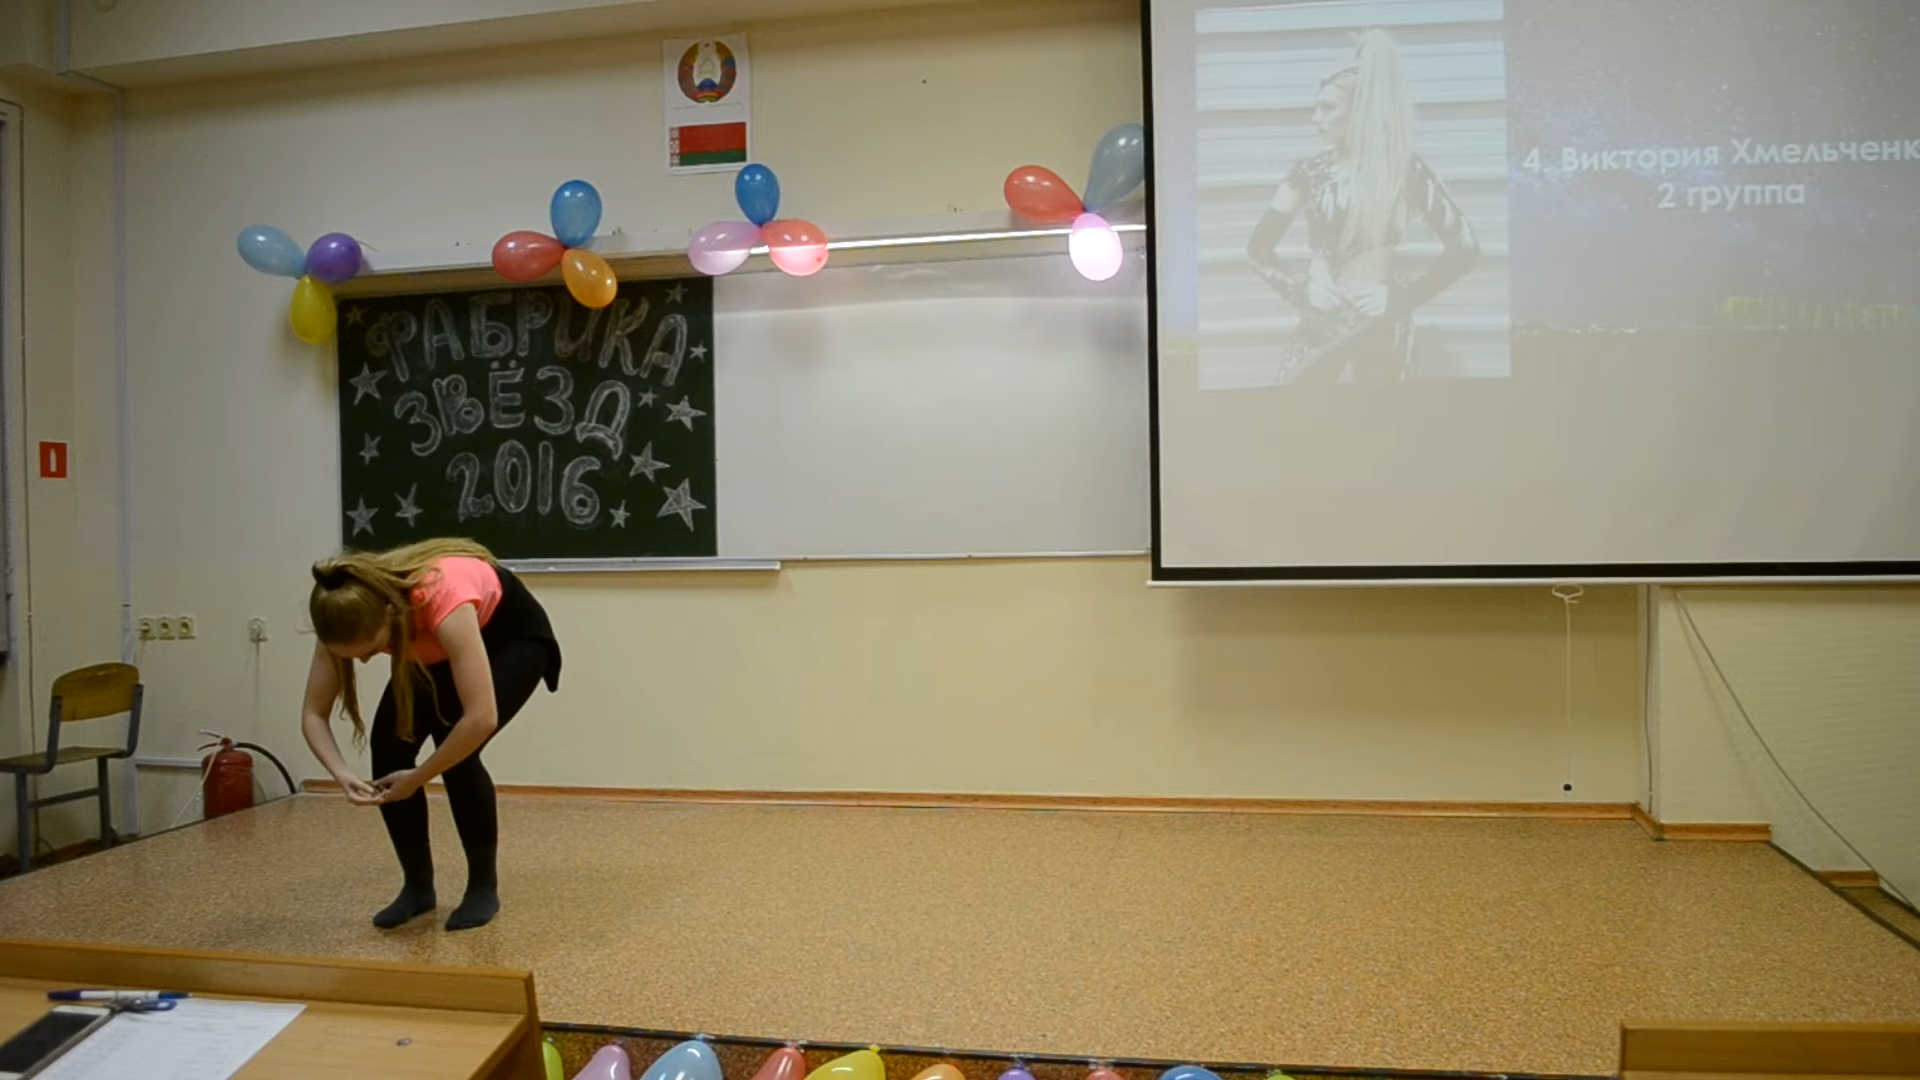 ФАБРИКА
ЗВЁЗД
2016
4. Виктория Хмельченк
2 группа